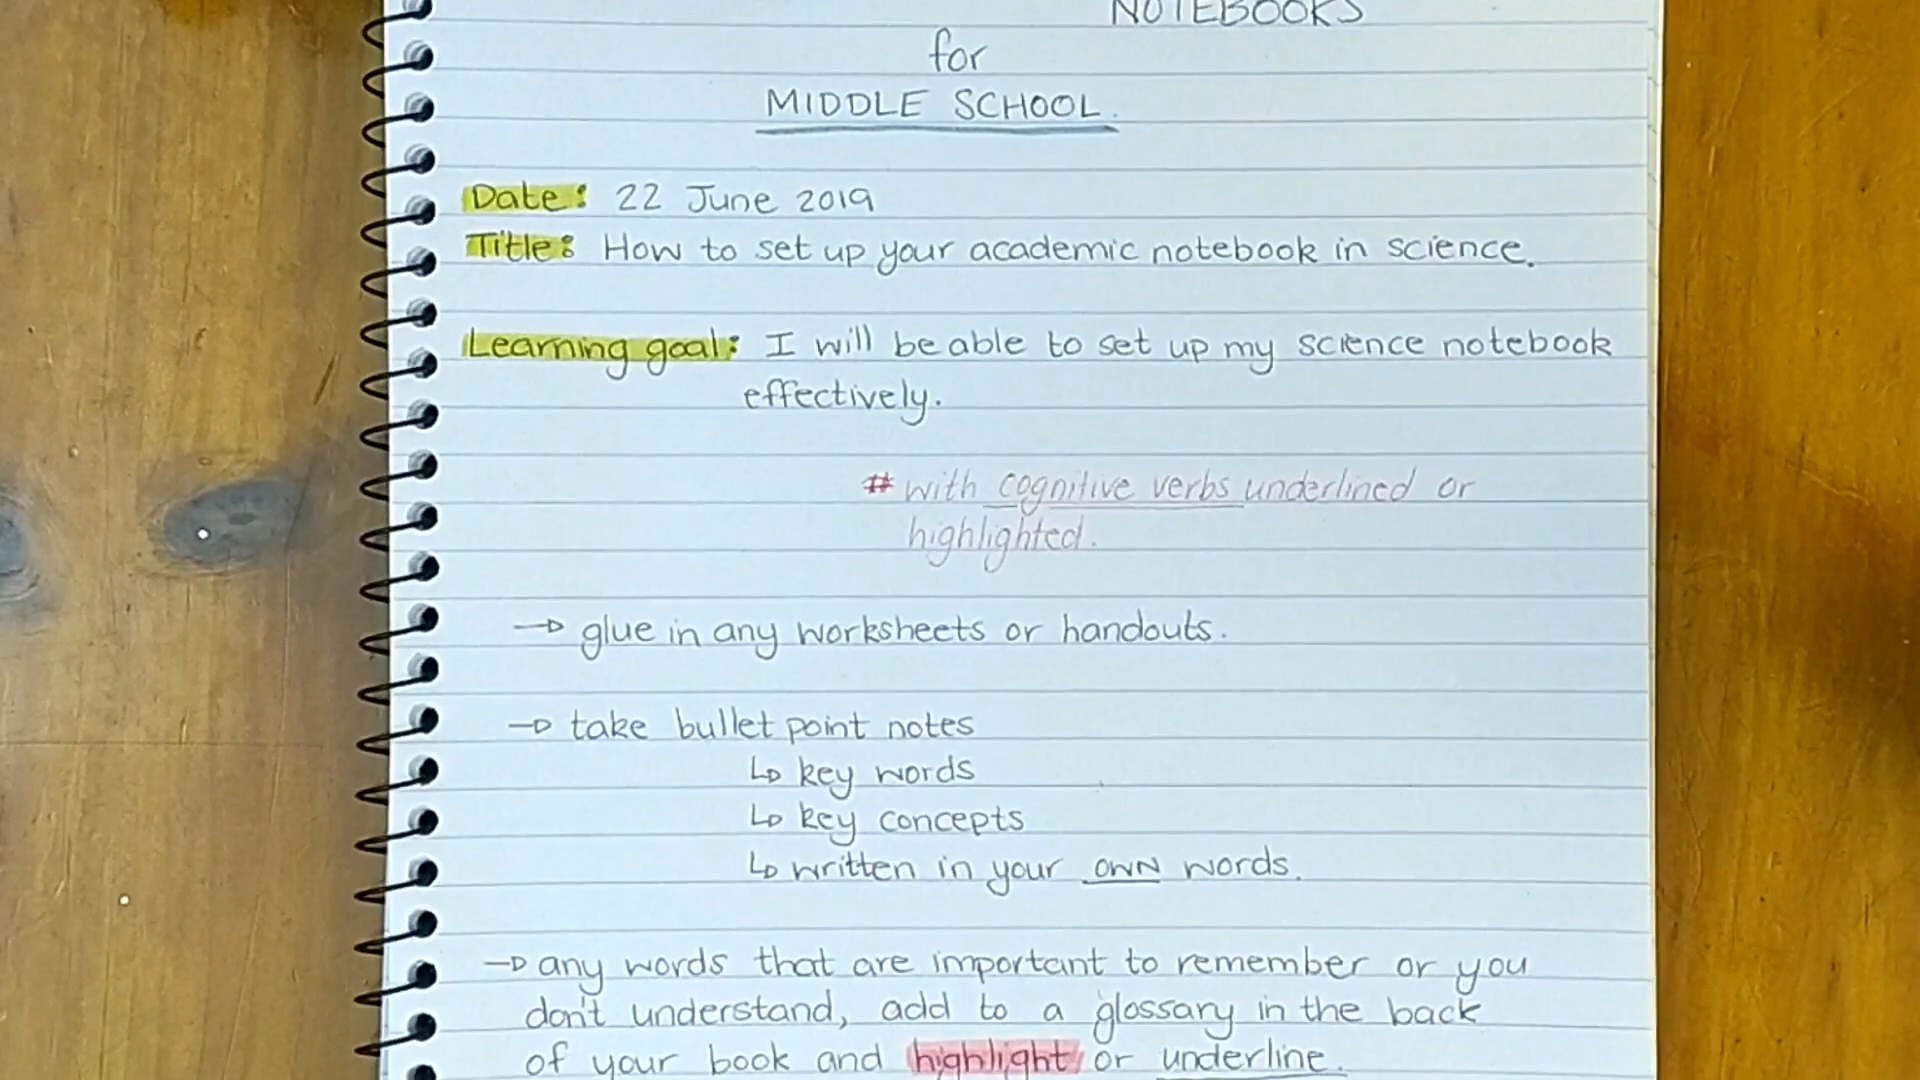 NOTEBOOKS
for
MIDDLE SCHOOL.
Date: 22 June 2019
Title: How to set up your academic notebook in science.
Learning goal: I will be able to set up my science notebook
effectively.
# with cognitive verbs underlined or
highlighted.
→ glue in any worksheets or handouts.
→ take bullet point notes
↳ key words
↳ key concepts
↳ written in your OWN words.
→ any words that are important to remember or you
don't understand, add to a glossary in the back
of your book and highlight or underline.